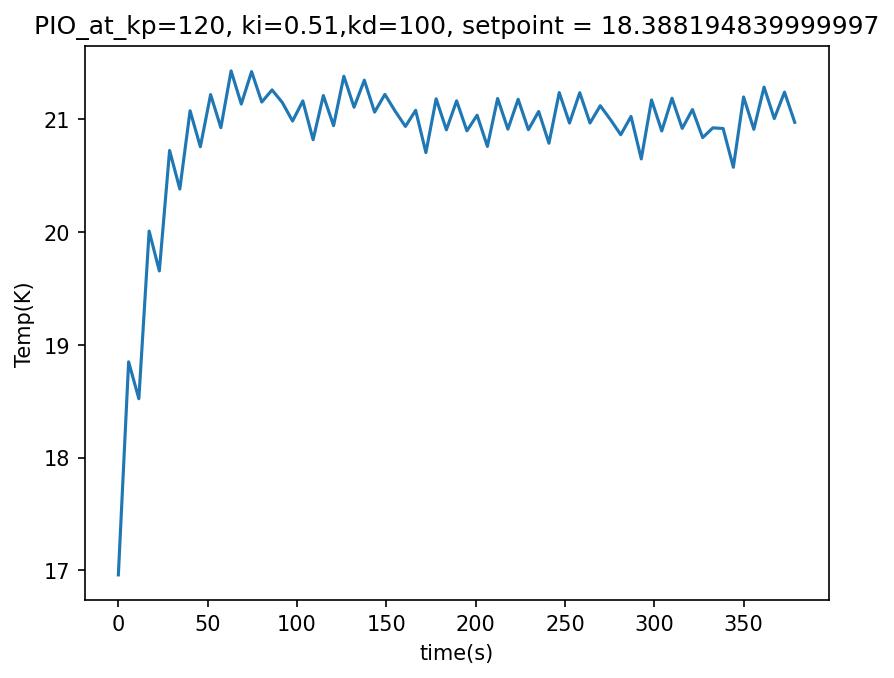 PIO_at_kp=120, ki=0.51,kd=100, setpoint = 18.388194839999997
21
20
19
18
17
Temp(K)
0 50 100 150 200 250 300 350
time(s)